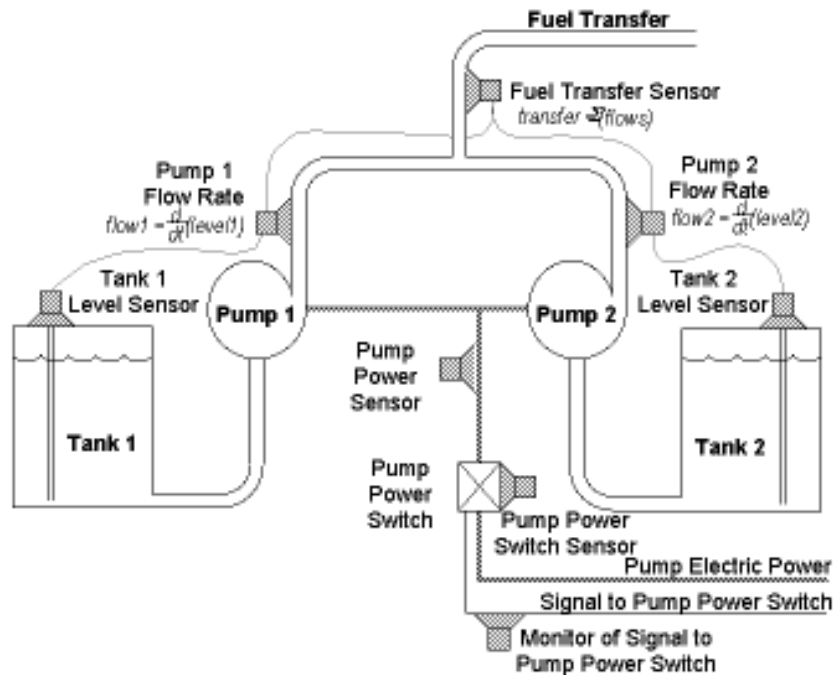 Fuel Transfer
Fuel Transfer Sensor
transfer = Σ(flows)
Pump 1
Flow Rate
flow1 = d/dt(level1)
Pump 2
Flow Rate
flow2 = d/dt(level2)
Tank 1
Level Sensor
Tank 2
Level Sensor
Pump 1
Pump 2
Pump
Power
Sensor
Tank 1
Tank 2
Pump
Power
Switch
Pump Power
Switch Sensor
Pump Electric Power
Signal to Pump Power Switch
Monitor of Signal to
Pump Power Switch